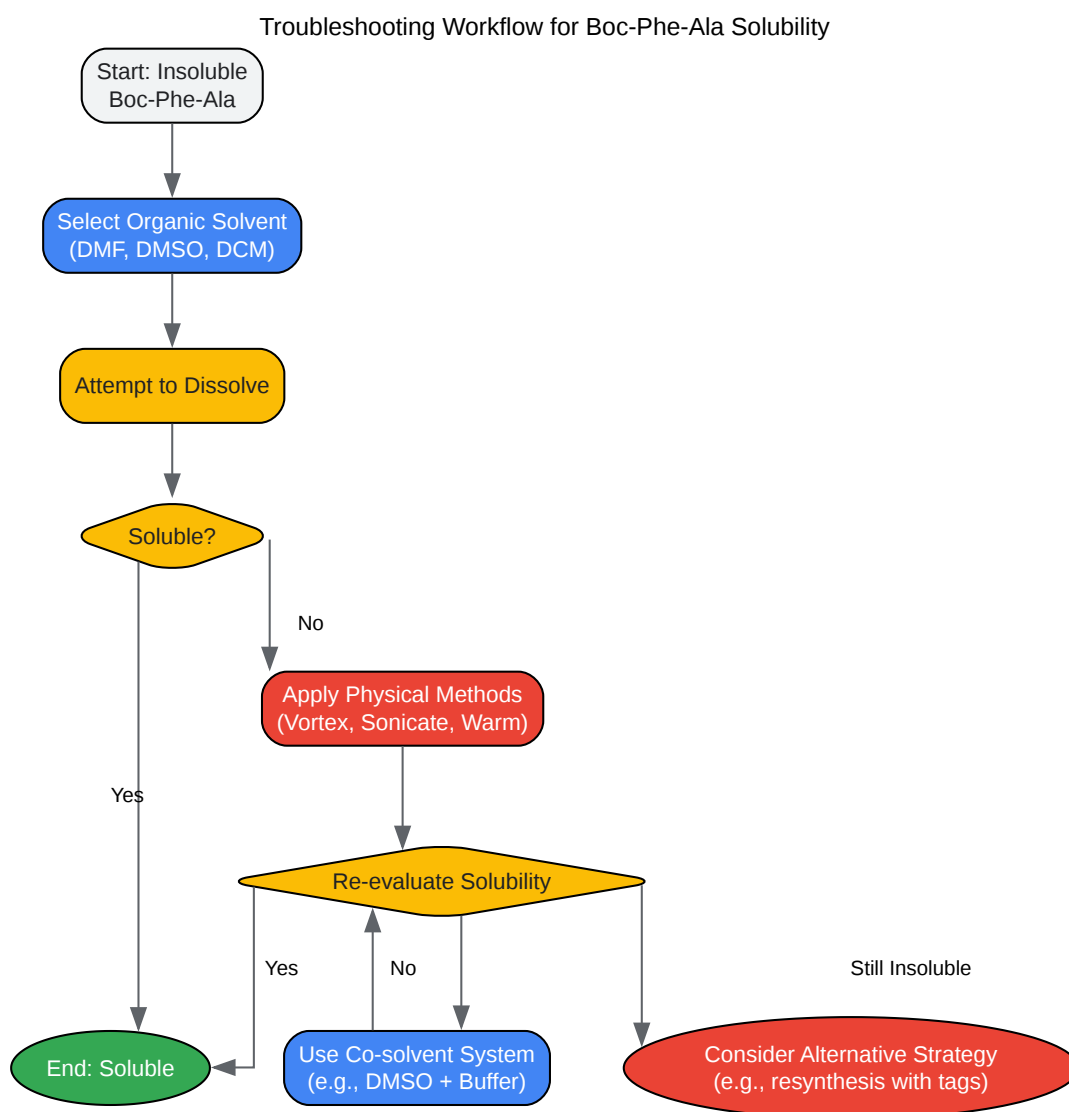 Troubleshooting Workflow for Boc-Phe-Ala Solubility
Start: Insoluble
Boc-Phe-Ala
Select Organic Solvent
(DMF, DMSO, DCM)
Attempt to Dissolve
Soluble?
No
Apply Physical Methods
(Vortex, Sonicate, Warm)
Yes
Re-evaluate Solubility
Yes
No
Still Insoluble
End: Soluble
Use Co-solvent System
(e.g., DMSO + Buffer)
Consider Alternative Strategy
(e.g., resynthesis with tags)